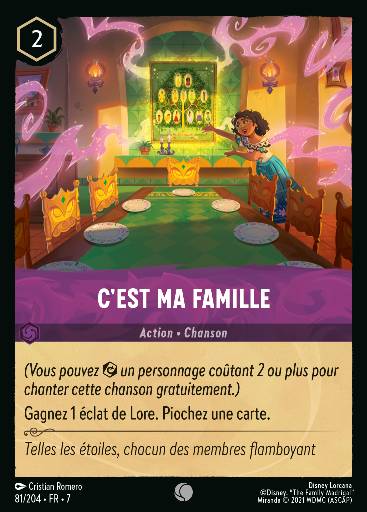 2
C'EST MA FAMILLE
Action • Chanson
(Vous pouvez un personnage coûtant 2 ou plus pour
chanter cette chanson gratuitement.)
Gagnez 1 éclat de Lore. Piochez une carte.
Telles les étoiles, chacun des membres flamboyant
Cristian Romero
Disney Lorcana
81/204 • FR • 7
©Disney. "The Family Madrigal"
Miranda © 2021 WDMC (ASCAP)